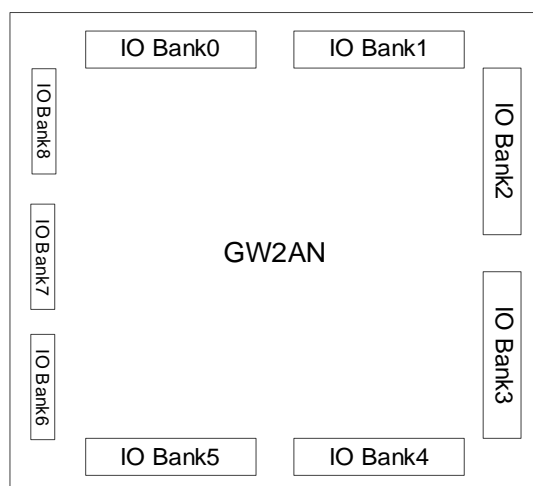 IO Bank0
IO Bank1
IO Bank8
IO Bank2
IO Bank7
GW2AN
IO Bank3
IO Bank6
IO Bank5
IO Bank4